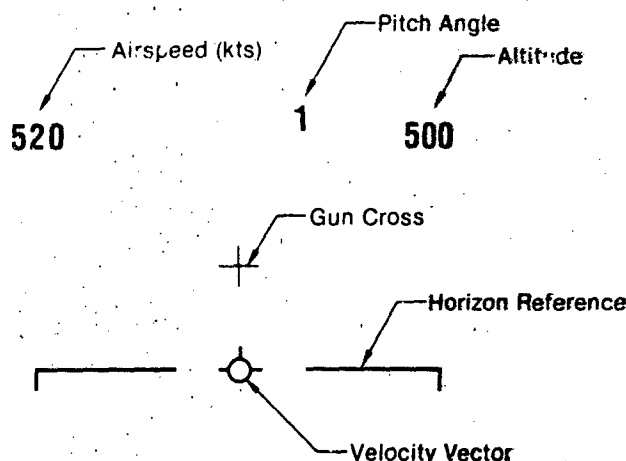 Pitch Angle
Airspeed (kts)
Altitude
520
1
500
Gun Cross
Horizon Reference
Velocity Vector